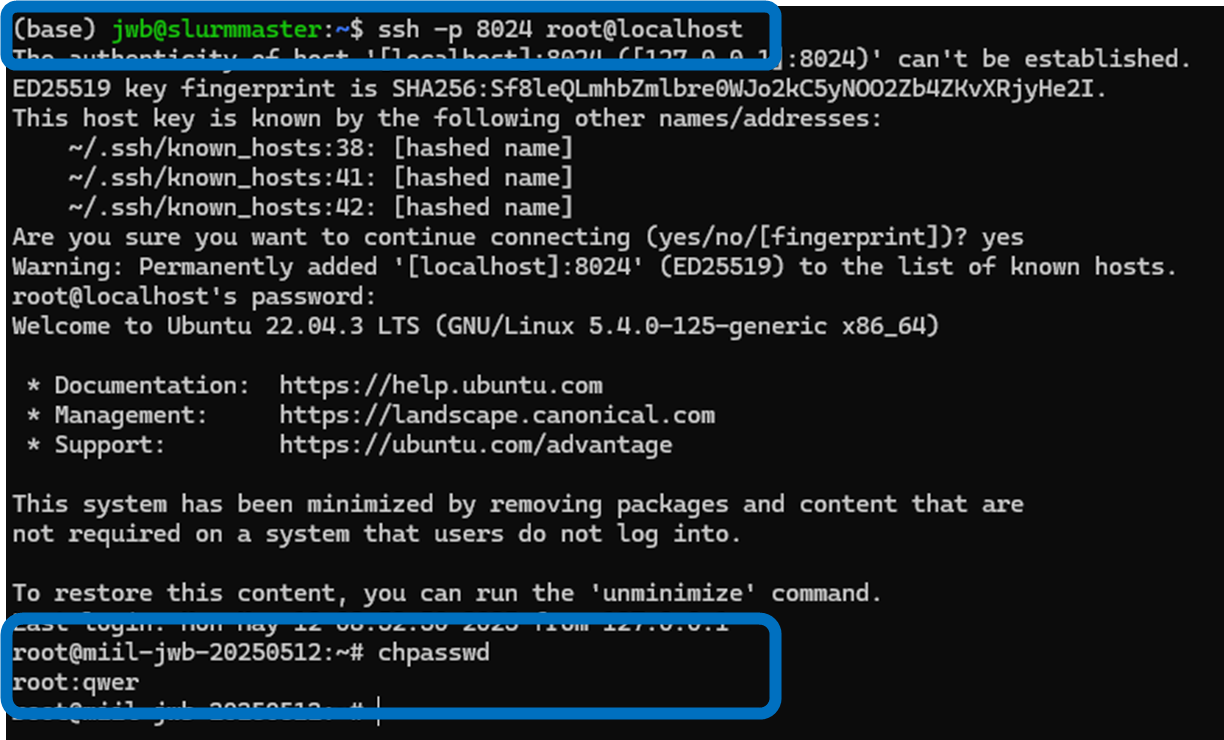 (base) jwb@slurmmaster:~$ ssh -p 8024 root@localhost
The authenticity of host '[localhost]:8024 ([127.0.0.1]:8024)' can't be established.
ED25519 key fingerprint is SHA256:Sf8leQLmhbZmlbre0WJo2kC5yNOO2Zb4ZKvXRjyHe2I.
This host key is known by the following other names/addresses:
    ~/.ssh/known_hosts:38: [hashed name]
    ~/.ssh/known_hosts:41: [hashed name]
    ~/.ssh/known_hosts:42: [hashed name]
Are you sure you want to continue connecting (yes/no/[fingerprint])? yes
Warning: Permanently added '[localhost]:8024' (ED25519) to the list of known hosts.
root@localhost's password:
Welcome to Ubuntu 22.04.3 LTS (GNU/Linux 5.4.0-125-generic x86_64)
 * Documentation:  https://help.ubuntu.com
 * Management:     https://landscape.canonical.com
 * Support:        https://ubuntu.com/advantage
This system has been minimized by removing packages and content that are
not required on a system that users do not log into.
To restore this content, you can run the 'unminimize' command.
Last login: Mon May 12 from 127.0.0.1
root@miil-jwb-20250512:~# chpasswd
root:qwer
root@miil-jwb-20250512:~#